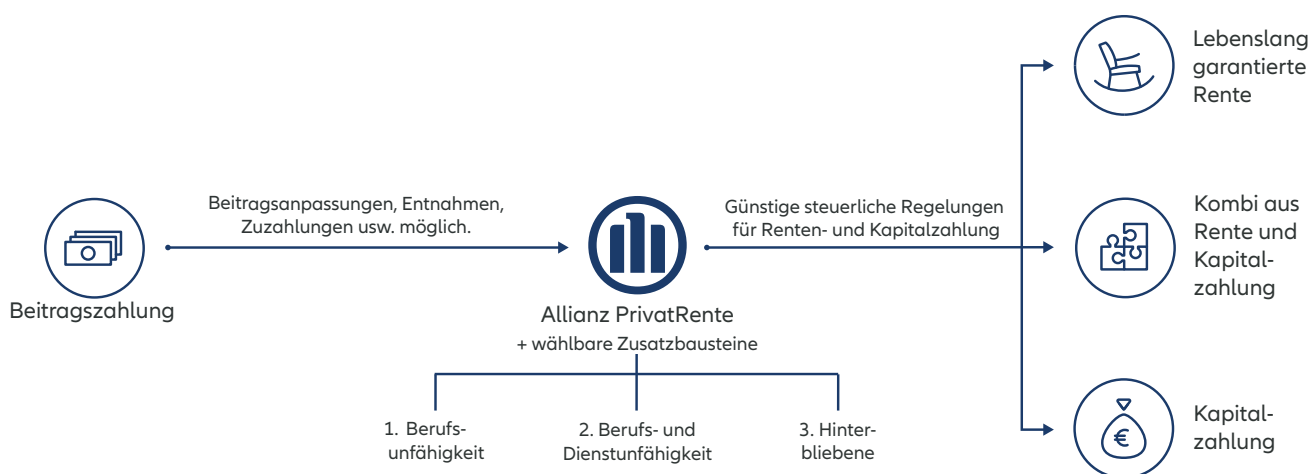 Beitragszahlung
Beitragsanpassungen, Entnahmen,
Zuzahlungen usw. möglich.
Allianz PrivatRente
+ wählbare Zusatzbausteine
1. Berufs-
unfähigkeit
2. Berufs- und
Dienstunfähigkeit
3. Hinter-
bliebene
Günstige steuerliche Regelungen
für Renten- und Kapitalzahlung
Lebenslang
garantierte
Rente
Kombi aus
Rente und
Kapital-
zahlung
€
Kapital-
zahlung